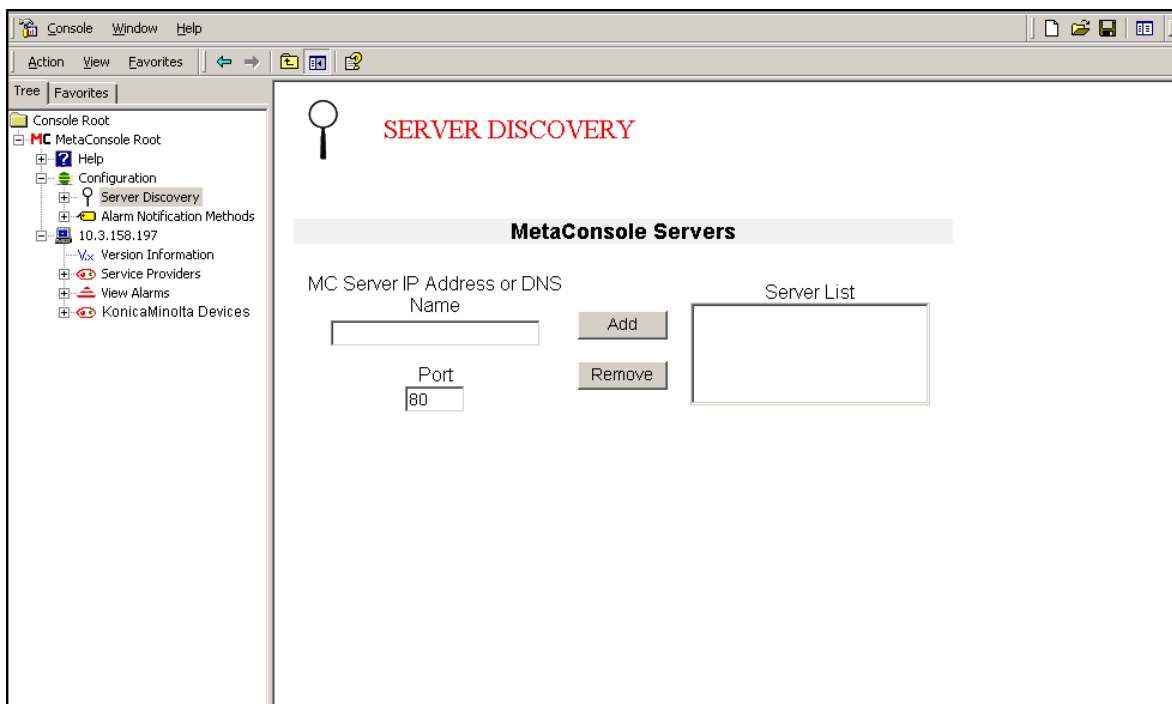 Console Window Help
Action View Favorites
Tree Favorites
Console Root
MC MetaConsole Root
? Help
Configuration
Server Discovery
Alarm Notification Methods
10.3.158.197
Vx Version Information
Service Providers
View Alarms
KonicaMinolta Devices
SERVER DISCOVERY
MetaConsole Servers
MC Server IP Address or DNS
Name
Add
Server List
Port
80
Remove